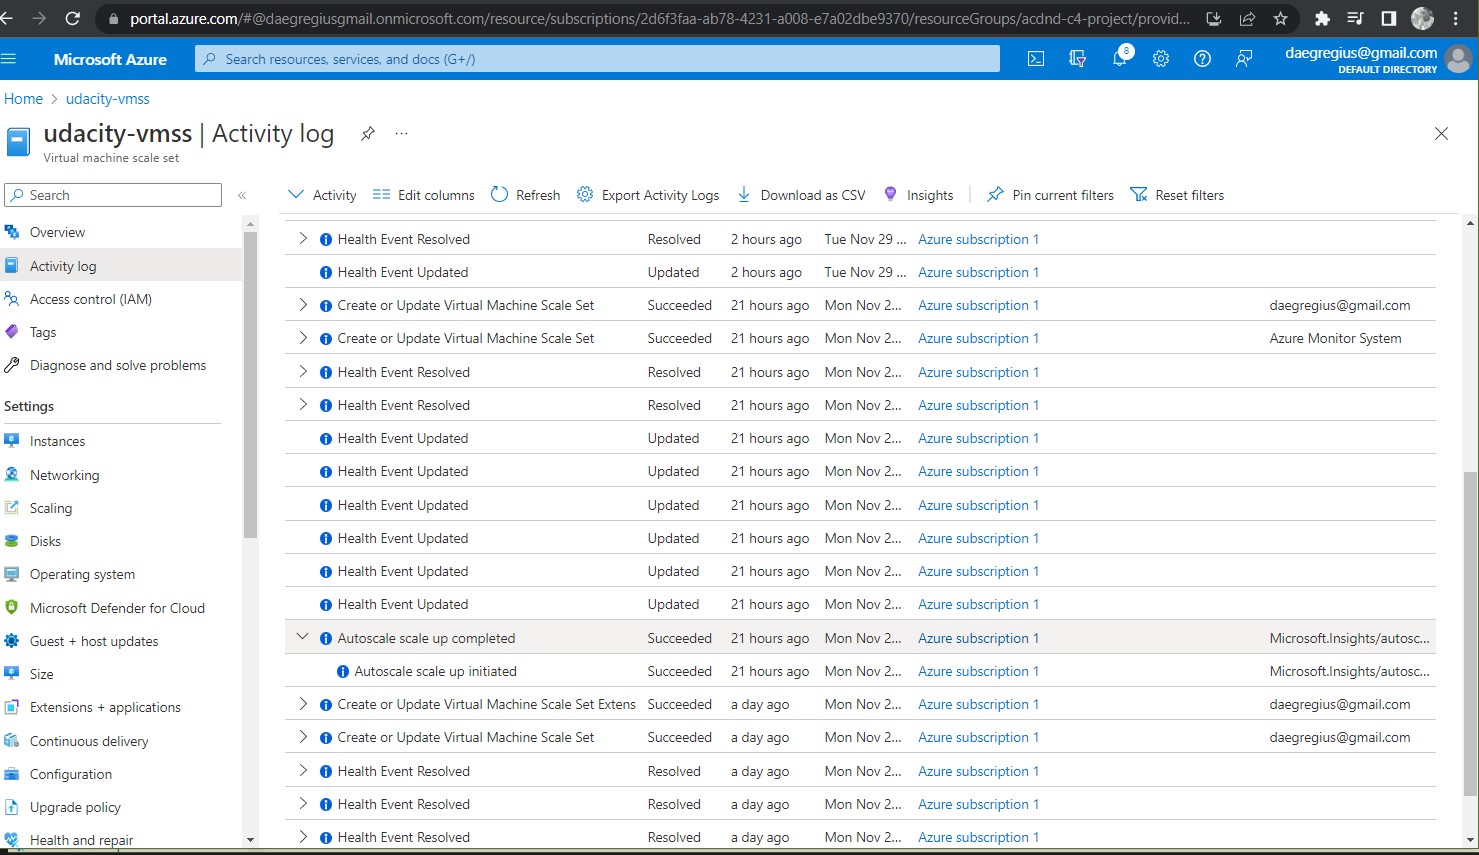 portal.azure.com/#@daegregiusgmail.onmicrosoft.com/resource/subscriptions/2d6f3faa-ab78-4231-a008-e7a02dbe9370/resourceGroups/acdnd-c4-project/provid...
Microsoft Azure
Search resources, services, and docs (G+/)
8
daegregius@gmail.com
DEFAULT DIRECTORY
Home > udacity-vmss
udacity-vmss | Activity log
Virtual machine scale set
Search
Overview
Activity log
Access control (IAM)
Tags
Diagnose and solve problems
Settings
Instances
Networking
Scaling
Disks
Operating system
Microsoft Defender for Cloud
Guest + host updates
Size
Extensions + applications
Continuous delivery
Configuration
Upgrade policy
Health and repair
Activity Edit columns Refresh Export Activity Logs Download as CSV Insights Pin current filters Reset filters
Health Event Resolved Resolved 2 hours ago Tue Nov 29 ... Azure subscription 1
Health Event Updated Updated 2 hours ago Tue Nov 29 ... Azure subscription 1
Create or Update Virtual Machine Scale Set Succeeded 21 hours ago Mon Nov 2... Azure subscription 1 daegregius@gmail.com
Create or Update Virtual Machine Scale Set Succeeded 21 hours ago Mon Nov 2... Azure subscription 1 Azure Monitor System
Health Event Resolved Resolved 21 hours ago Mon Nov 2... Azure subscription 1
Health Event Resolved Resolved 21 hours ago Mon Nov 2... Azure subscription 1
Health Event Updated Updated 21 hours ago Mon Nov 2... Azure subscription 1
Health Event Updated Updated 21 hours ago Mon Nov 2... Azure subscription 1
Health Event Updated Updated 21 hours ago Mon Nov 2... Azure subscription 1
Health Event Updated Updated 21 hours ago Mon Nov 2... Azure subscription 1
Health Event Updated Updated 21 hours ago Mon Nov 2... Azure subscription 1
Health Event Updated Updated 21 hours ago Mon Nov 2... Azure subscription 1
Autoscale scale up completed Succeeded 21 hours ago Mon Nov 2... Azure subscription 1 Microsoft.Insights/autosc...
Autoscale scale up initiated Succeeded 21 hours ago Mon Nov 2... Azure subscription 1 Microsoft.Insights/autosc...
Create or Update Virtual Machine Scale Set Extens Succeeded a day ago Mon Nov 2... Azure subscription 1 daegregius@gmail.com
Create or Update Virtual Machine Scale Set Succeeded a day ago Mon Nov 2... Azure subscription 1 daegregius@gmail.com
Health Event Resolved Resolved a day ago Mon Nov 2... Azure subscription 1
Health Event Resolved Resolved a day ago Mon Nov 2... Azure subscription 1
Health Event Resolved Resolved a day ago Mon Nov 2... Azure subscription 1